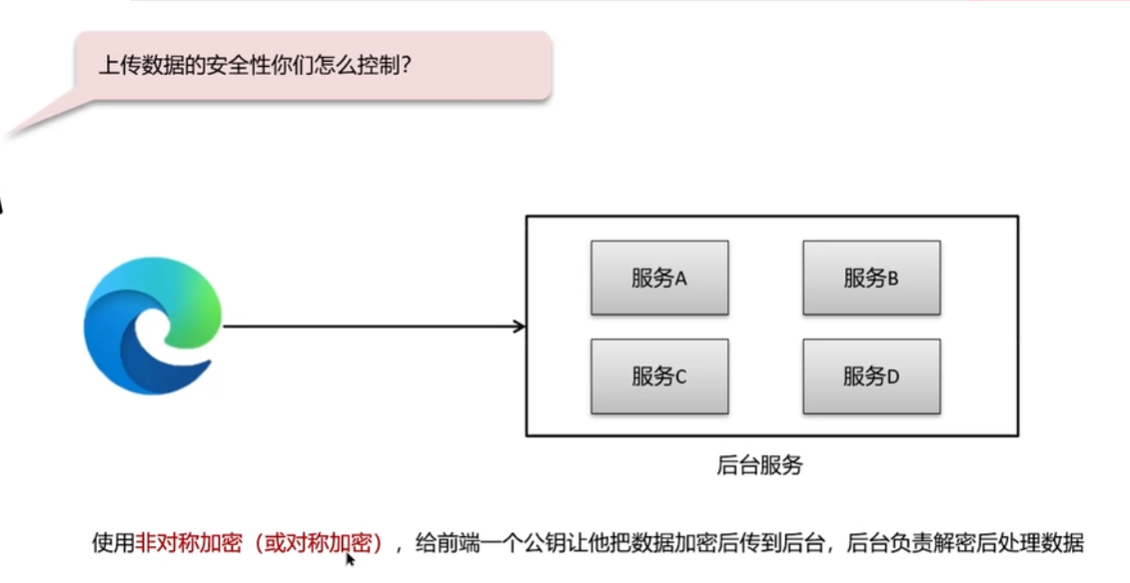 上传数据的安全性你们怎么控制?
服务A
服务B
服务C
服务D
后台服务
使用非对称加密（或对称加密），给前端一个公钥让他把数据加密后传到后台，后台负责解密后处理数据